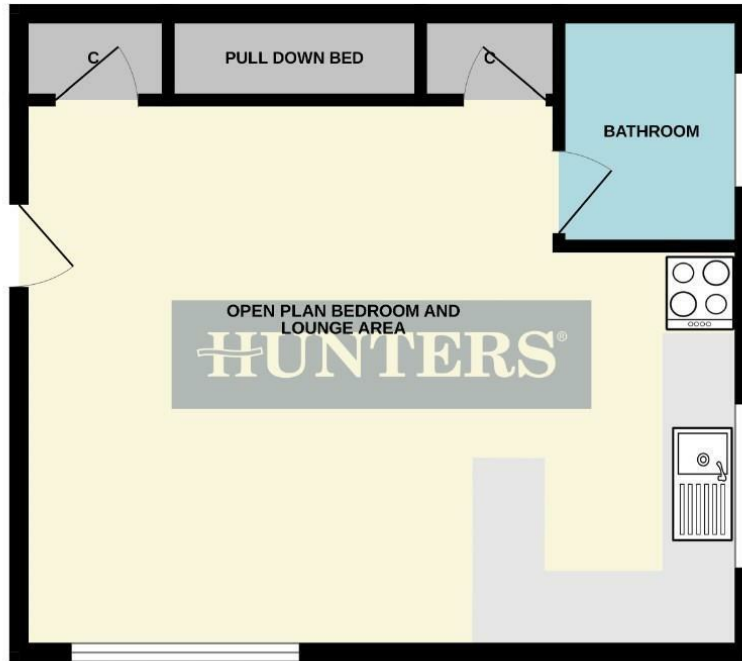 C
PULL DOWN BED
C
BATHROOM
OPEN PLAN BEDROOM AND
LOUNGE AREA
HUNTERS®